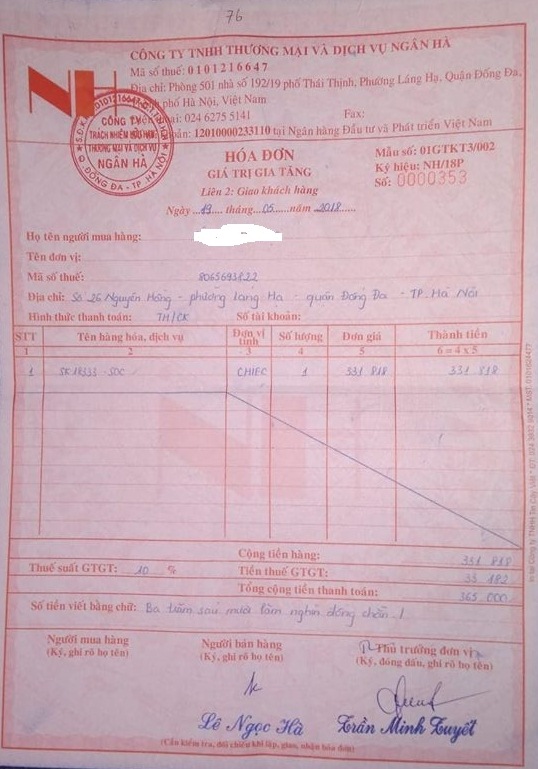 76
NH
CÔNG TY TNHH THƯƠNG MẠI VÀ DỊCH VỤ NGÂN HÀ
Mã số thuế: 0101216647
Địa chỉ: Phòng 501 nhà số 192/19 phố Thái Thịnh, Phường Láng Hạ, Quận Đống Đa,
phố Hà Nội, Việt Nam
thoại: 024 6275 5141 Fax:
khoản: 12010000233110 tại Ngân hàng Đầu tư và Phát triển Việt Nam
0101216647
CÔNG TY
TRÁCH NHIỆM HỮU HẠN
THƯƠNG MẠI VÀ DỊCH VỤ
NGÂN HÀ
ĐỐNG ĐA - TP. HÀ NỘI
HÓA ĐƠN Mẫu số: 01GTKT3/002
GIÁ TRỊ GIA TĂNG Ký hiệu: NH/18P
Liên 2: Giao khách hàng Số: 0000353
Ngày 19 tháng 05 năm 2018
Họ tên người mua hàng:
Tên đơn vị:
Mã số thuế: 8065693822
Địa chỉ: Số 26 Nguyên Hồng - phường Láng Hạ - quận Đống Đa - TP. Hà Nội
Hình thức thanh toán: TM/CK Số tài khoản:
STT Tên hàng hóa, dịch vụ Đơn vị tính Số lượng Đơn giá Thành tiền
1 2 3 4 5 6 = 4 x 5
1 SK 18333 - SDC CHIẾC 1 331 818 331 818
Cộng tiền hàng: 331 818
Thuế suất GTGT: 10 % Tiền thuế GTGT: 33 182
Tổng cộng tiền thanh toán: 365 000
Số tiền viết bằng chữ: Ba trăm sáu mươi lăm nghìn đồng chẵn !
Người mua hàng Người bán hàng Thủ trưởng đơn vị
(Ký, ghi rõ họ tên) (Ký, ghi rõ họ tên) (Ký, đóng dấu, ghi rõ họ tên)
Lê Ngọc Hà Trần Minh Tuyết
(Cần kiểm tra, đối chiếu khi lập, giao, nhận hóa đơn)